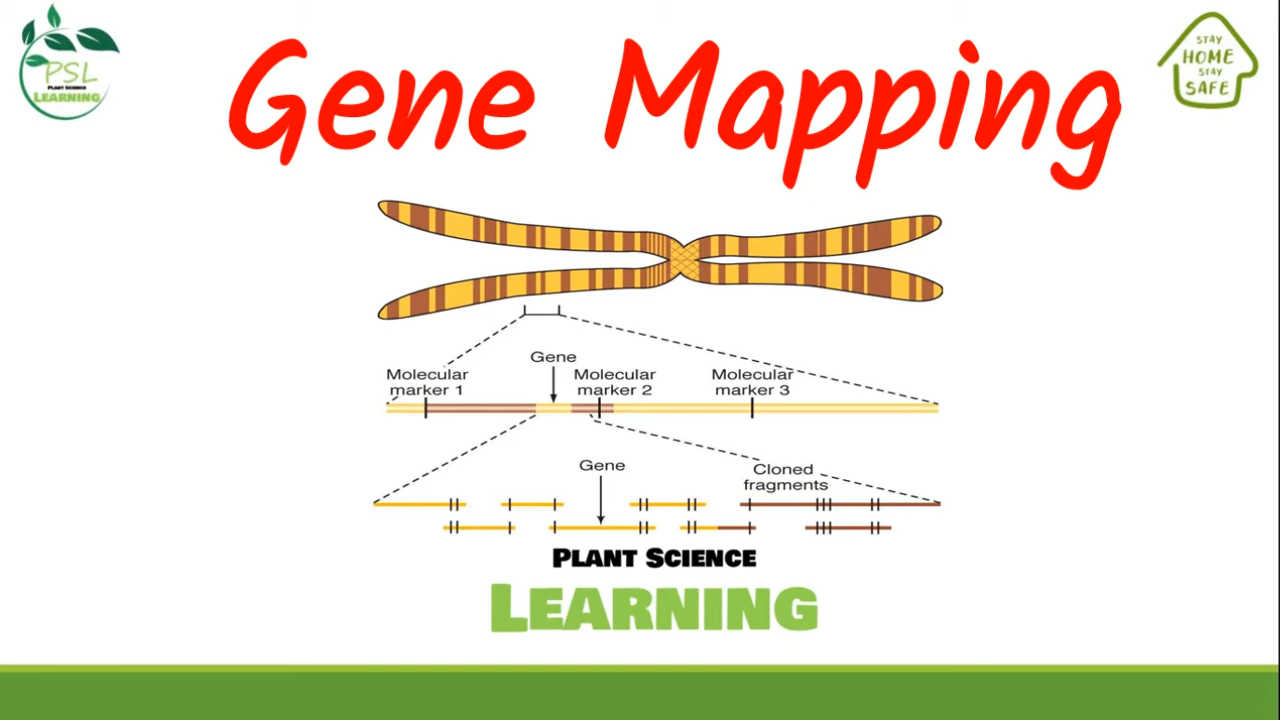 PSL
PLANT SCIENCE
LEARNING
Gene Mapping
STAY
HOME
STAY
SAFE
Gene
Molecular
marker 1
Molecular
marker 2
Molecular
marker 3
Gene
Cloned
fragments
PLANT SCIENCE
LEARNING